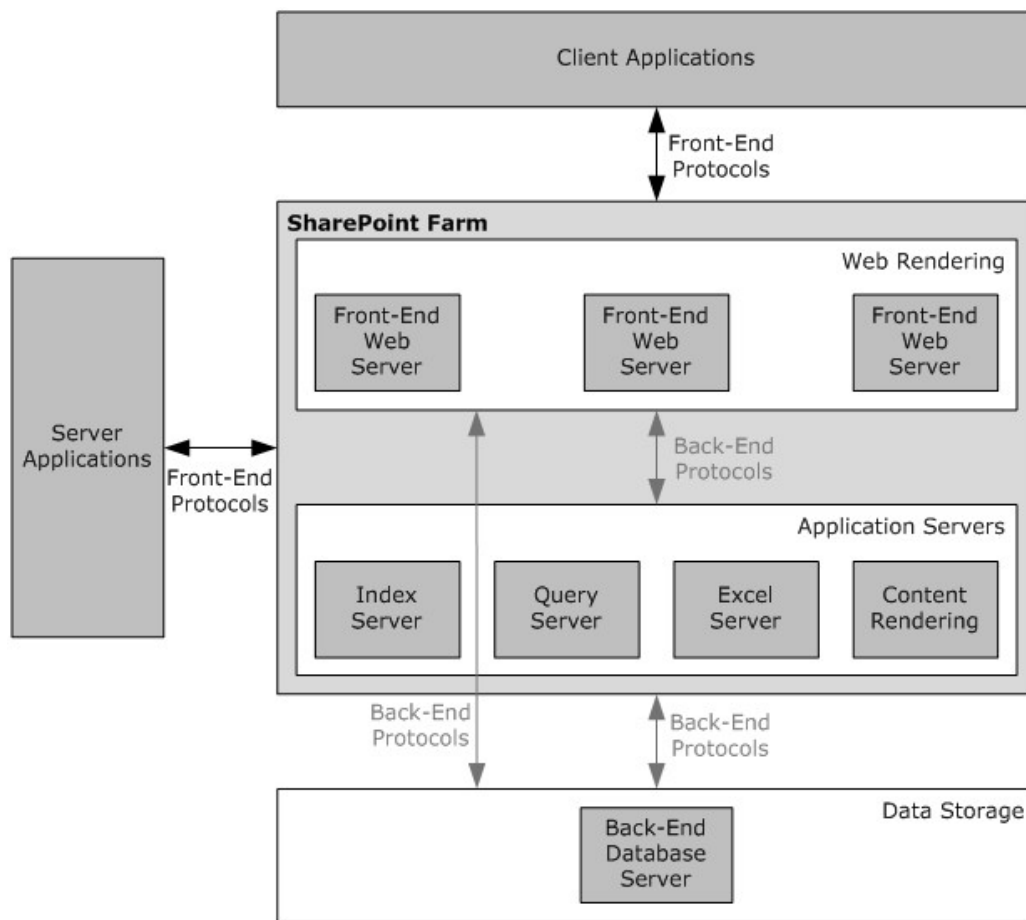 Client Applications
Front-End
Protocols
SharePoint Farm
Web Rendering
Front-End
Web
Server
Front-End
Web
Server
Front-End
Web
Server
Server
Applications
Front-End
Protocols
Back-End
Protocols
Application Servers
Index
Server
Query
Server
Excel
Server
Content
Rendering
Back-End
Protocols
Back-End
Protocols
Data Storage
Back-End
Database
Server